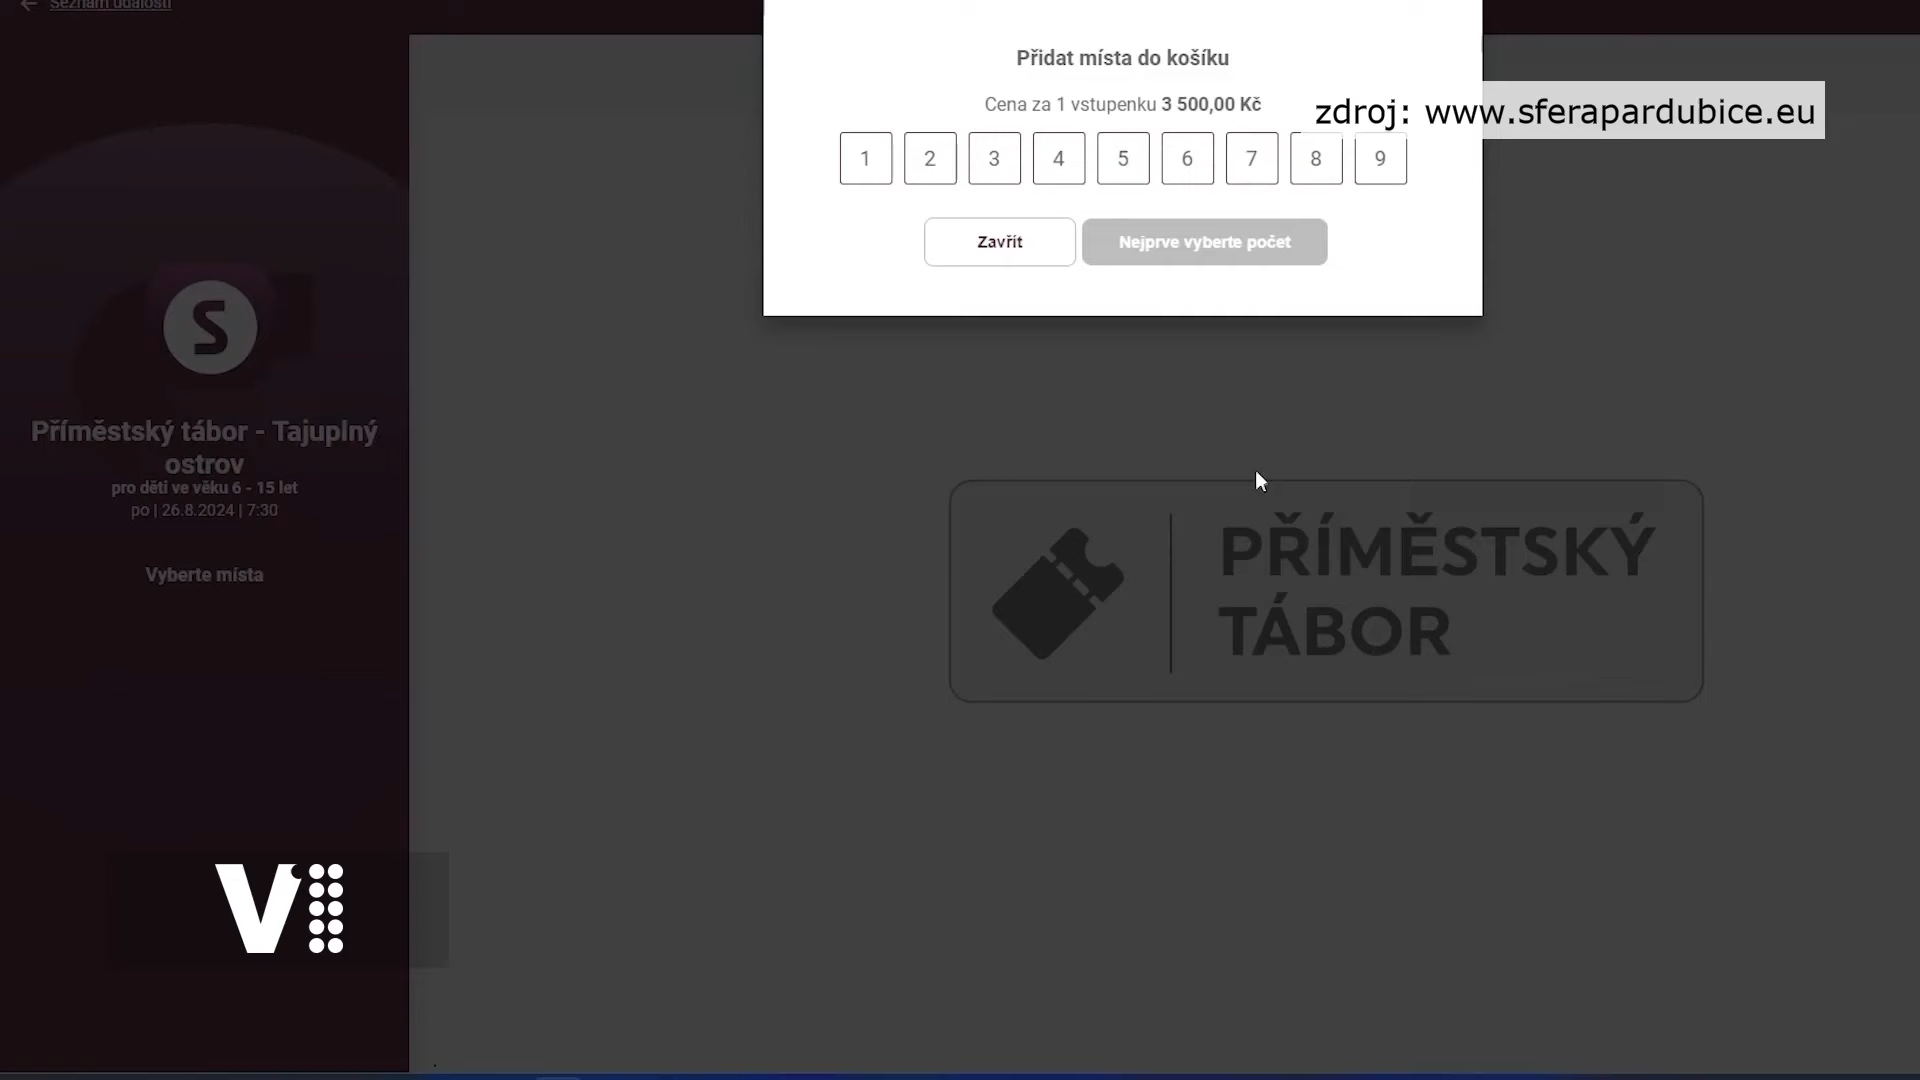 Seznam událostí
Přidat místa do košíku
Cena za 1 vstupenku 3 500,00 Kč
zdroj: www.sferapardubice.eu
1 2 3 4 5 6 7 8 9
Zavřít
Nejprve vyberte počet
S
Příměstský tábor - Tajuplný
ostrov
pro děti ve věku 6 - 15 let
po | 26.8.2024 | 7:30
Vyberte místa
PŘÍMĚSTSKÝ
TÁBOR
V